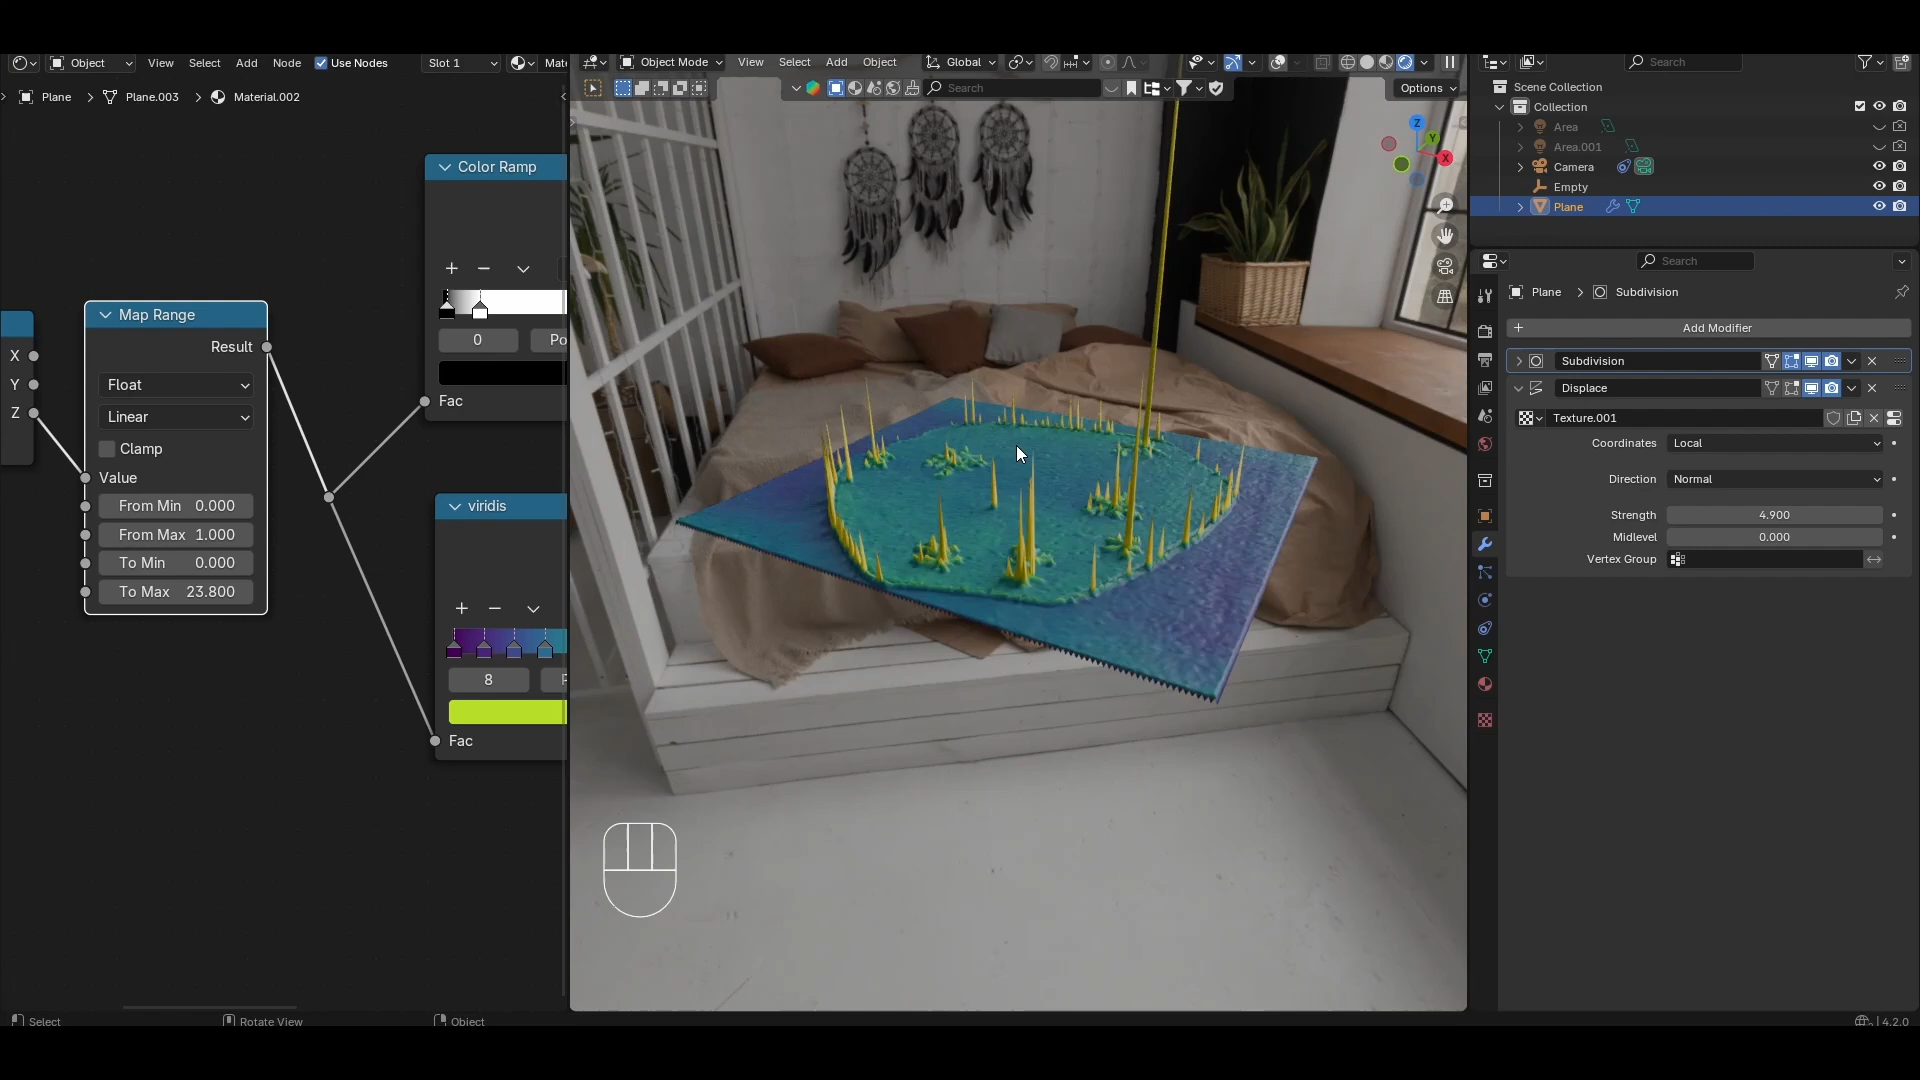 Object
View
Select
Add
Node
Use Nodes
Slot 1
Mate
Plane
Plane.003
Material.002
Color Ramp
0
Po
Fac
Map Range
Result
Float
Linear
Clamp
Value
From Min 0.000
From Max 1.000
To Min 0.000
To Max 23.800
X
Y
Z
viridis
8
Fac
Object Mode
View
Select
Add
Object
Global
Search
Options
Z
Y
X
Search
Scene Collection
Collection
Area
Area.001
Camera
Empty
Plane
Search
Plane
Subdivision
Add Modifier
Subdivision
Displace
Texture.001
Coordinates Local
Direction Normal
Strength 4.900
Midlevel 0.000
Vertex Group
Select
Rotate View
Object
4.2.0